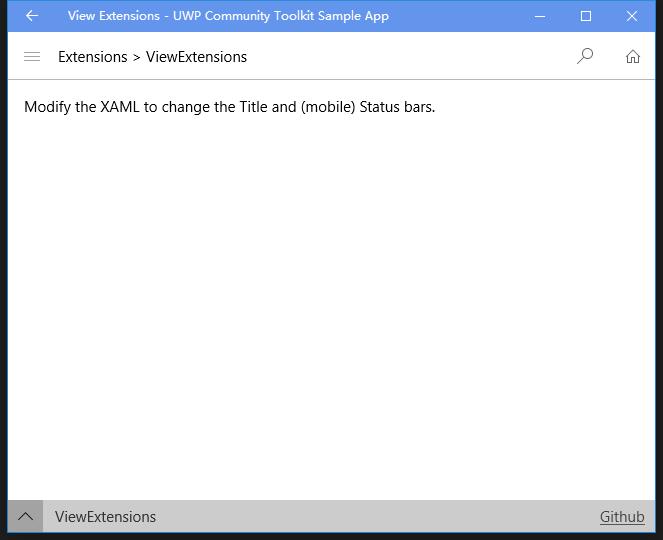 View Extensions - UWP Community Toolkit Sample App
Extensions > ViewExtensions
Modify the XAML to change the Title and (mobile) Status bars.
ViewExtensions
Github